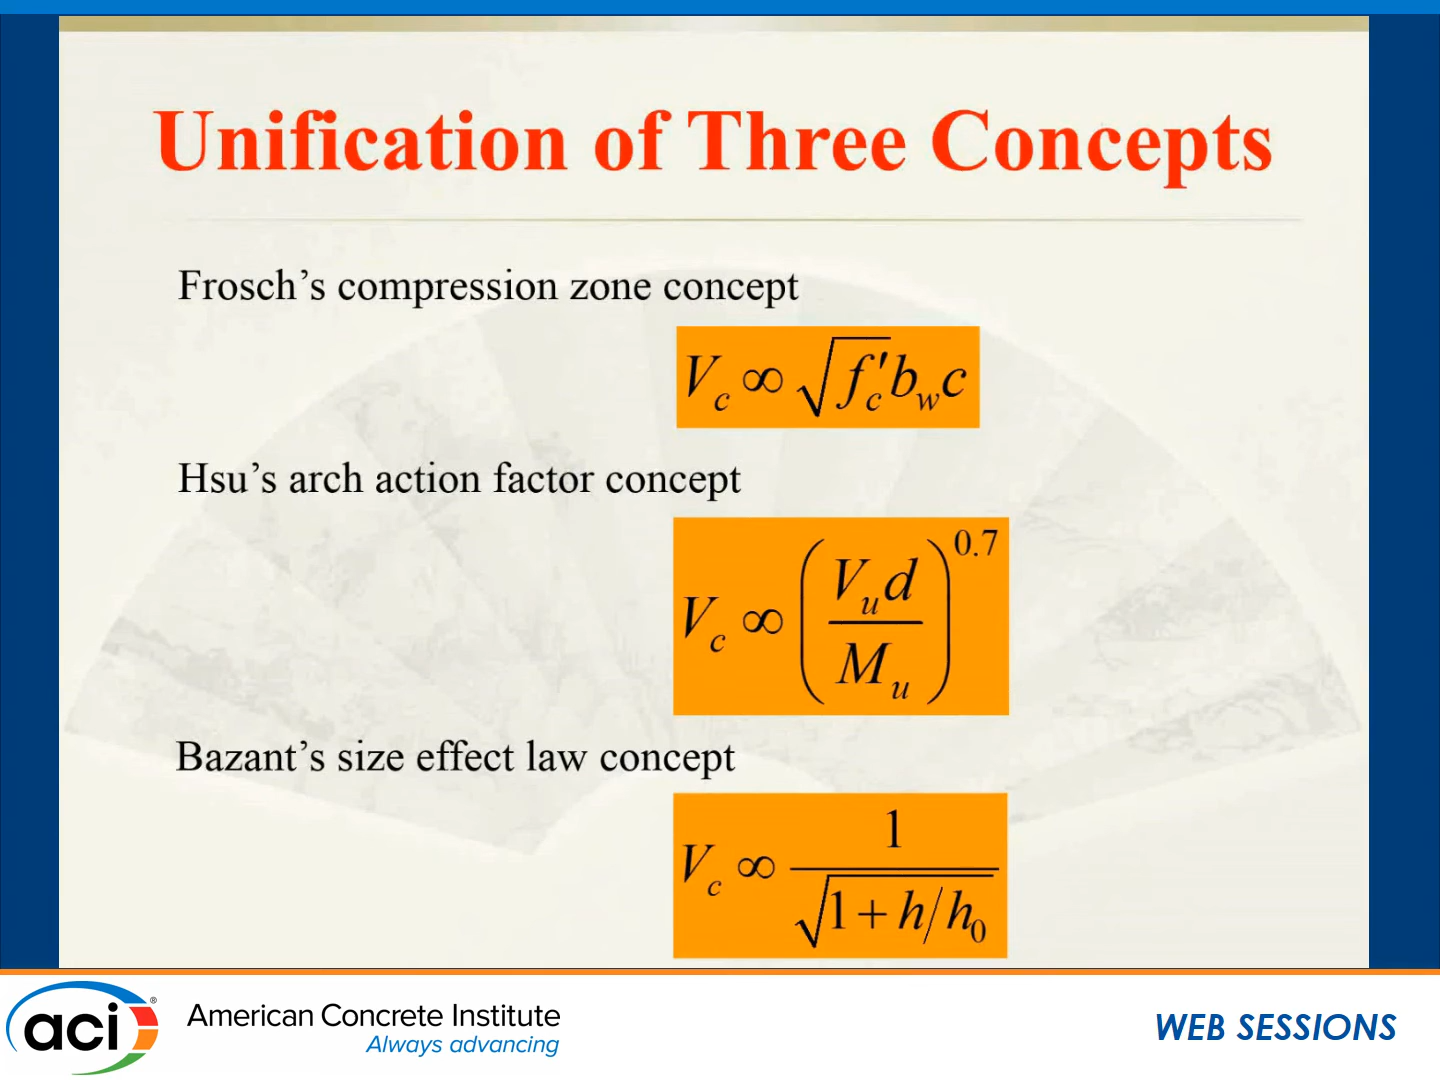 Unification of Three Concepts
Frosch’s compression zone concept
V_c ∞ √f_c′ b_w c
Hsu’s arch action factor concept
V_c ∞ (V_u d / M_u)^0.7
Bazant’s size effect law concept
V_c ∞ 1 / √(1 + h/h_0)
aci®
American Concrete Institute
Always advancing
WEB SESSIONS